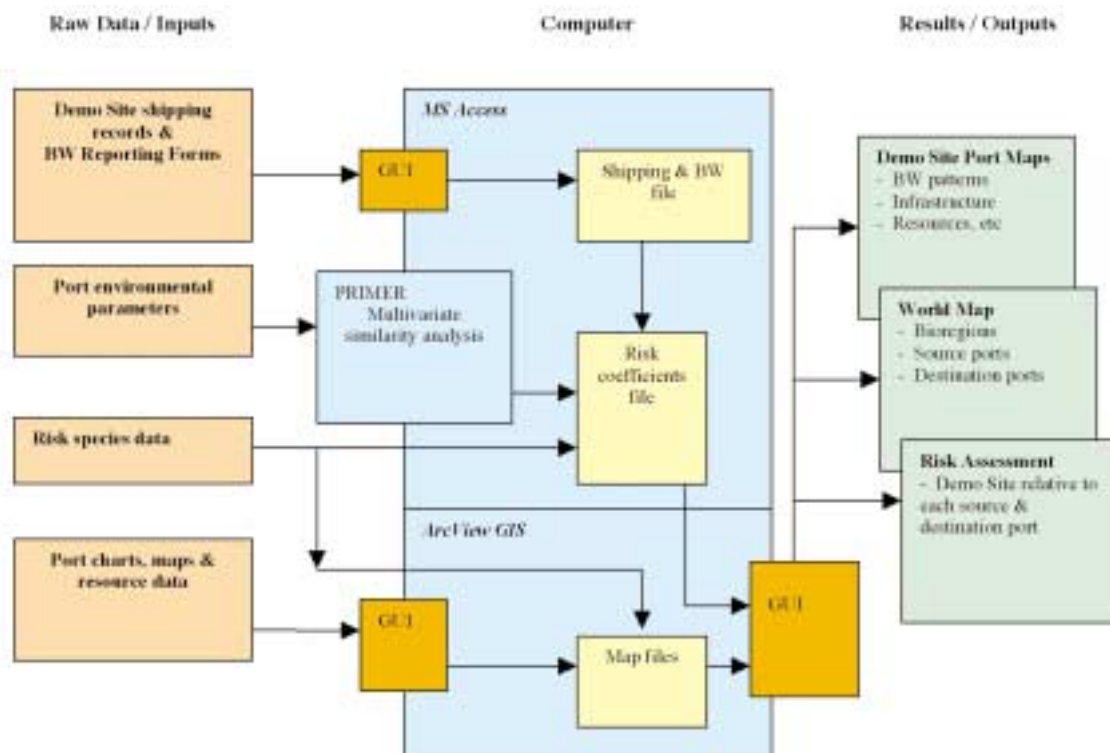 Raw Data / Inputs
Computer
Results / Outputs
Demo Site shipping
records &
BW Reporting Forms
Port environmental
parameters
Risk species data
Port charts, maps &
resource data
MS Access
GUI
Shipping & BW
file
PRIMER
Multivariate
similarity analysis
Risk
coefficients
file
ArcView GIS
GUI
Map files
GUI
Demo Site Port Maps
- BW patterns
- Infrastructure
- Resources, etc
World Map
- Bioregions
- Source ports
- Destination ports
Risk Assessment
- Demo Site relative to
each source &
destination port